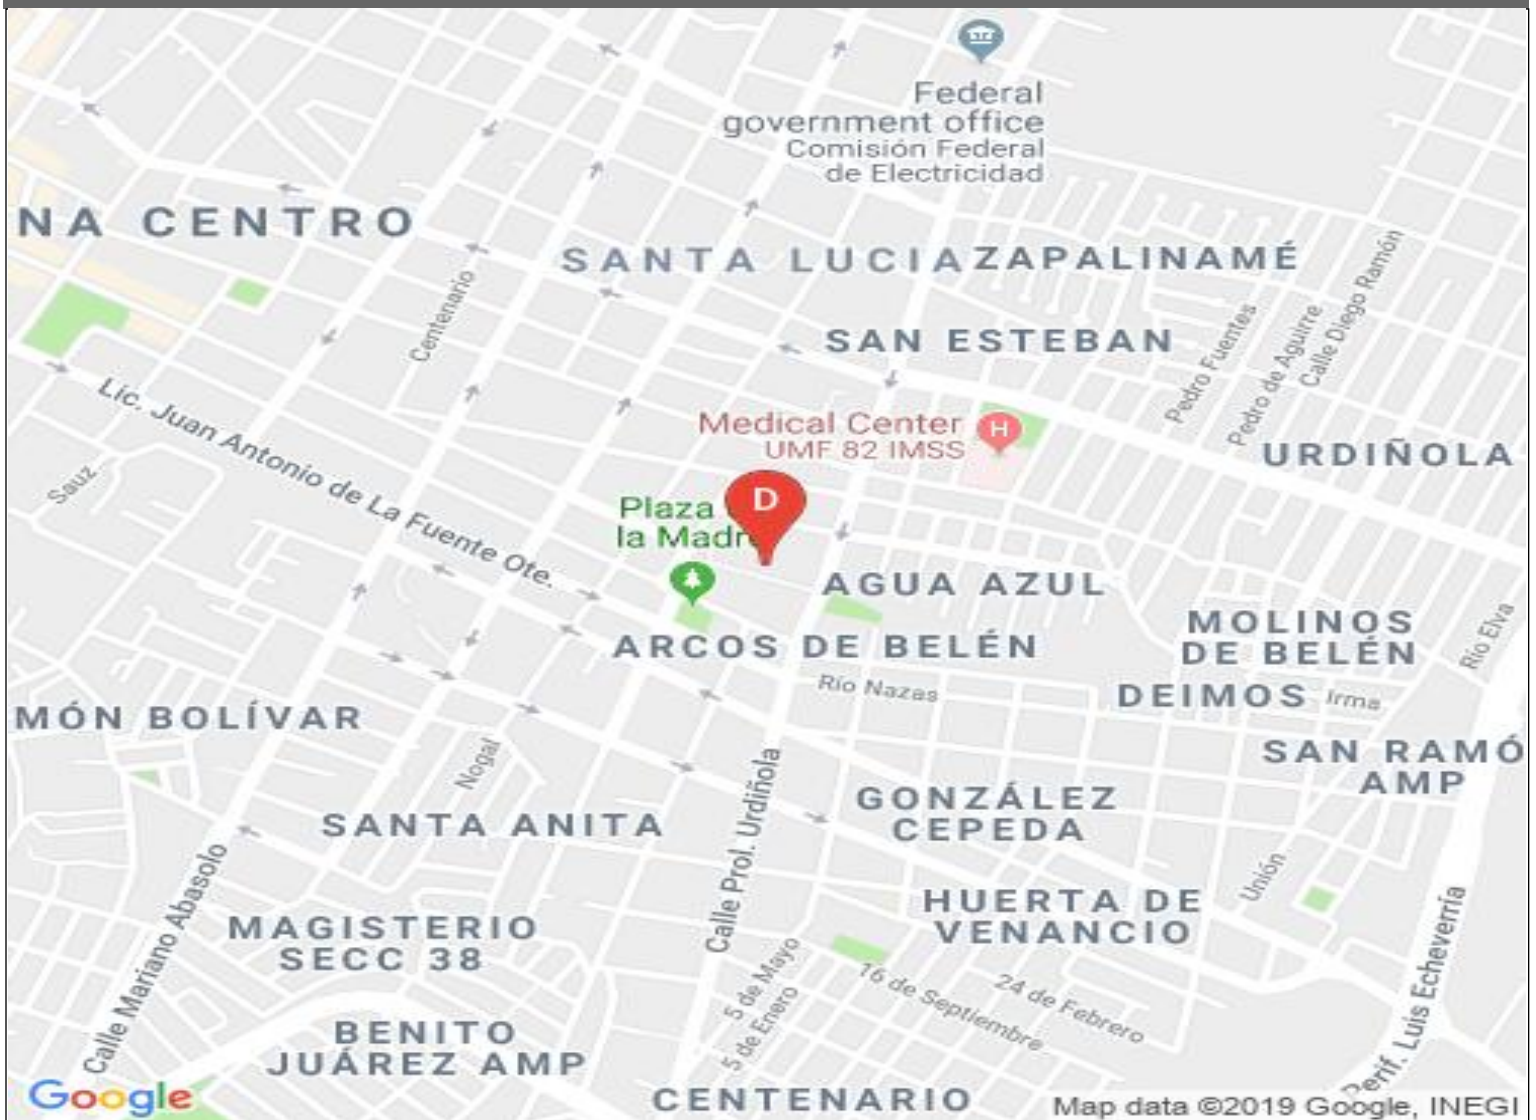 Federal
government office
Comisión Federal
de Electricidad
NA CENTRO
SANTA LUCIA
ZAPALINAMÉ
Calle Diego Ramón
Centenario
SAN ESTEBAN
Pedro Fuentes
Pedro de Aguirre
Lic. Juan Antonio de La Fuente Ote.
Medical Center
H
UMF 82 IMSS
URDIÑOLA
Sauz
D
Plaza
la Madr
AGUA AZUL
MOLINOS
DE BELÉN
Río Elva
ARCOS DE BELÉN
Río Nazas
DEIMOS
Irma
MÓN BOLÍVAR
Nogal
SAN RAMÓ
AMP
Calle Prol. Urdiñola
GONZÁLEZ
CEPEDA
SANTA ANITA
Calle Mariano Abasolo
Unión
HUERTA DE
VENANCIO
MAGISTERIO
SECC 38
5 de Mayo
5 de Enero
16 de Septiembre
24 de Febrero
Perif. Luis Echeverría
BENITO
JUÁREZ AMP
CENTENARIO
Google
Map data ©2019 Google, INEGI